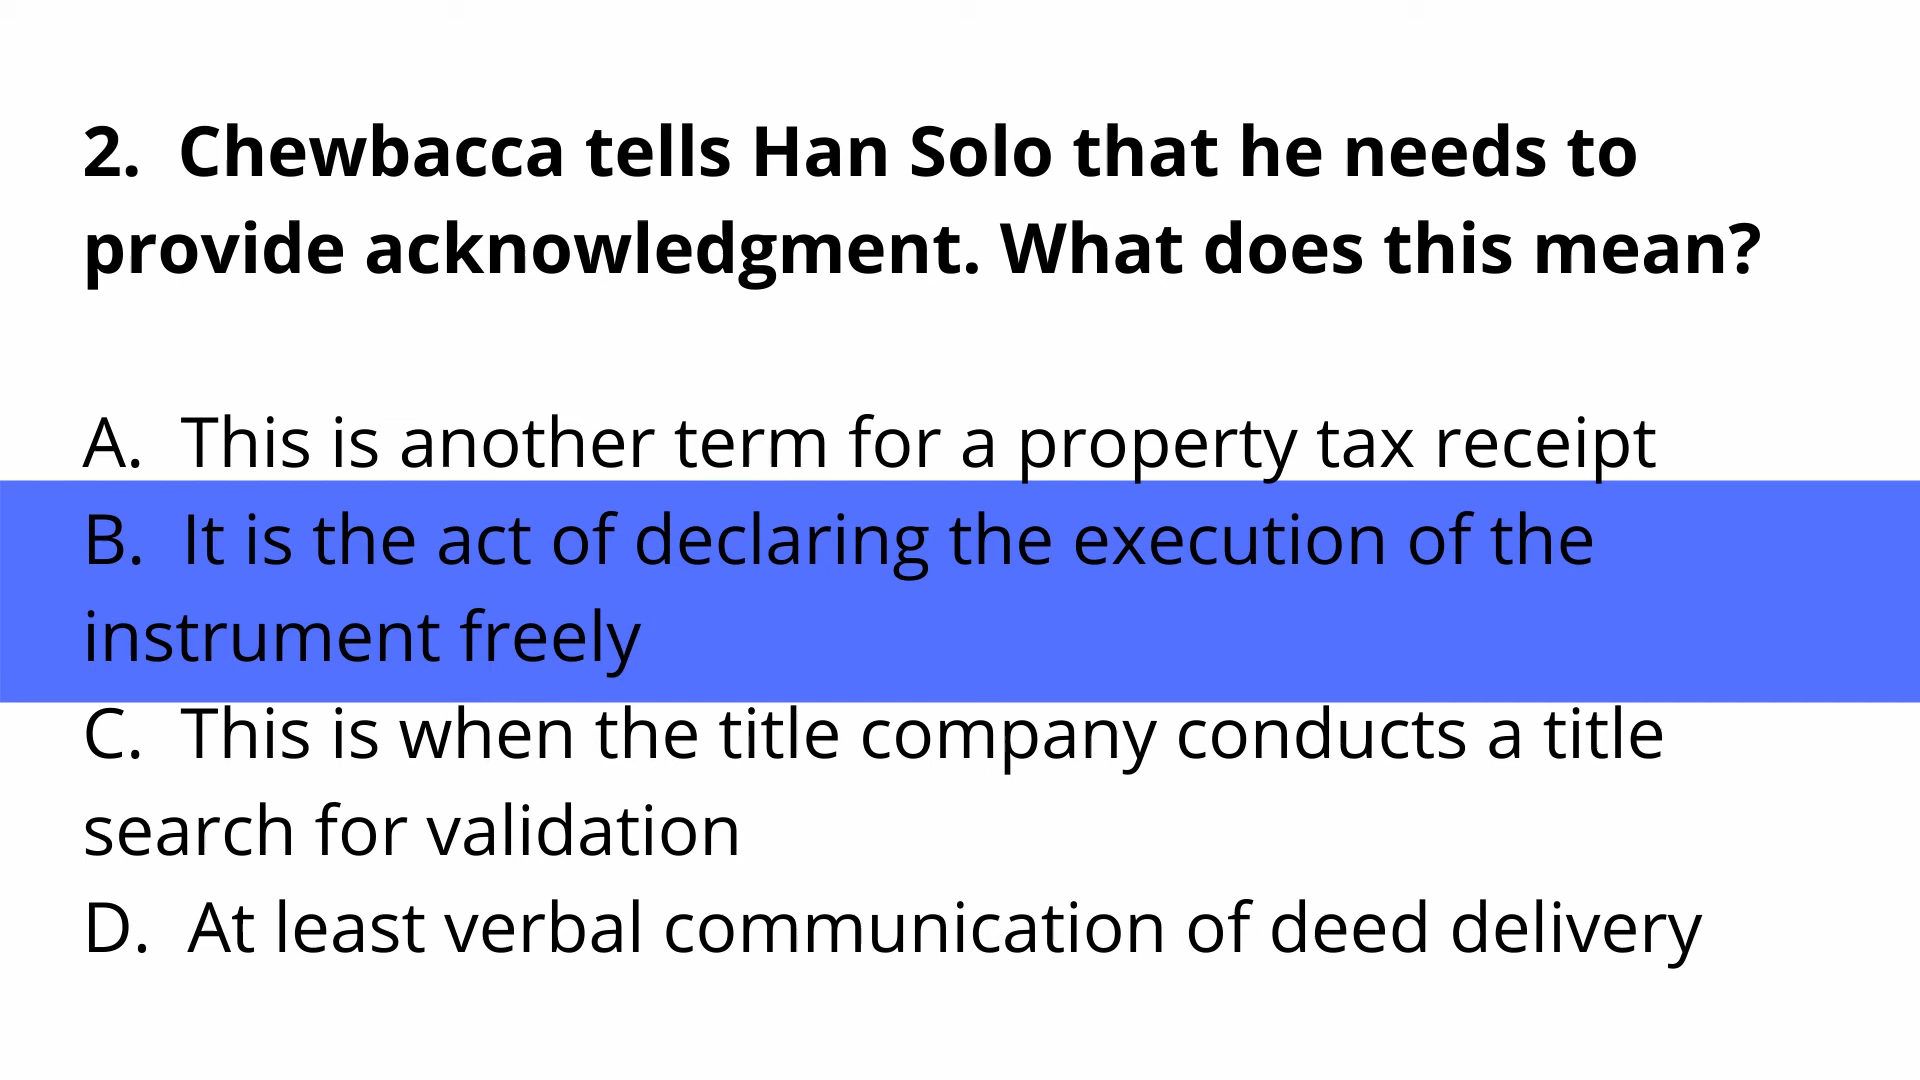 2. Chewbacca tells Han Solo that he needs to
provide acknowledgment. What does this mean?
A. This is another term for a property tax receipt
B. It is the act of declaring the execution of the
instrument freely
C. This is when the title company conducts a title
search for validation
D. At least verbal communication of deed delivery